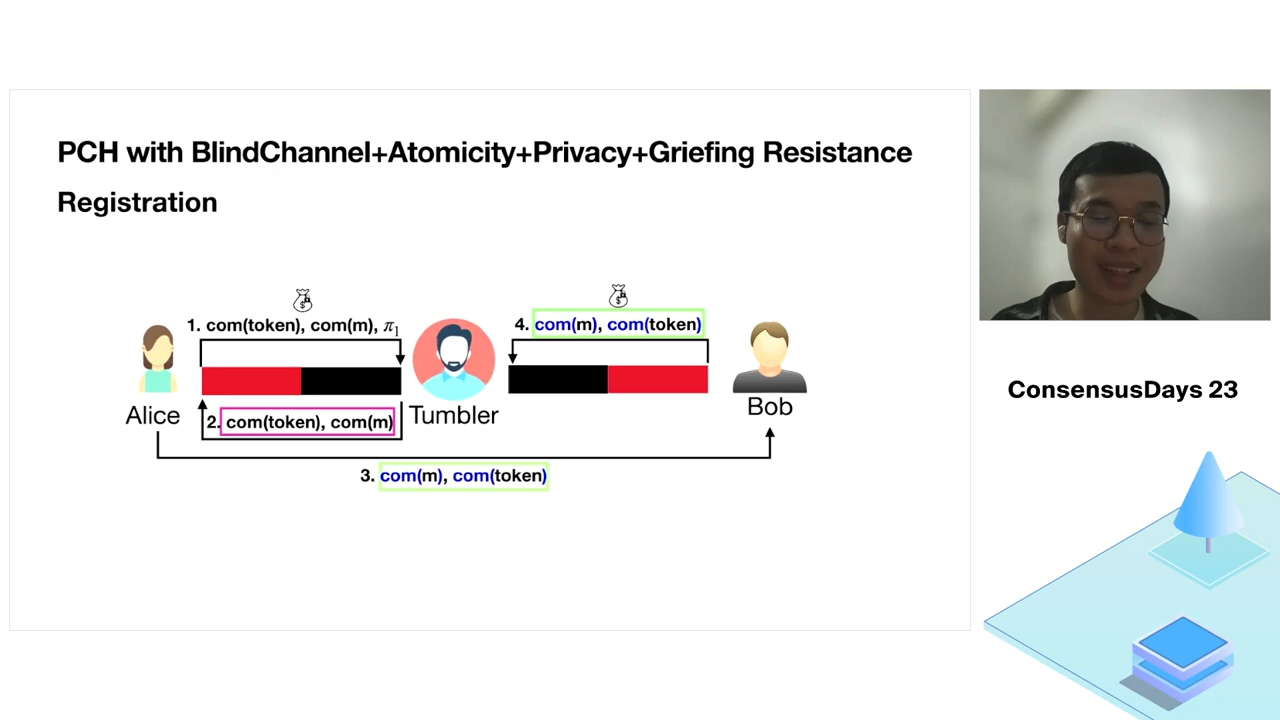 PCH with BlindChannel+Atomicity+Privacy+Griefing Resistance
Registration
1. com(token), com(m), π₁
4. com(m), com(token)
Alice
2. com(token), com(m)
Tumbler
Bob
3. com(m), com(token)
ConsensusDays 23